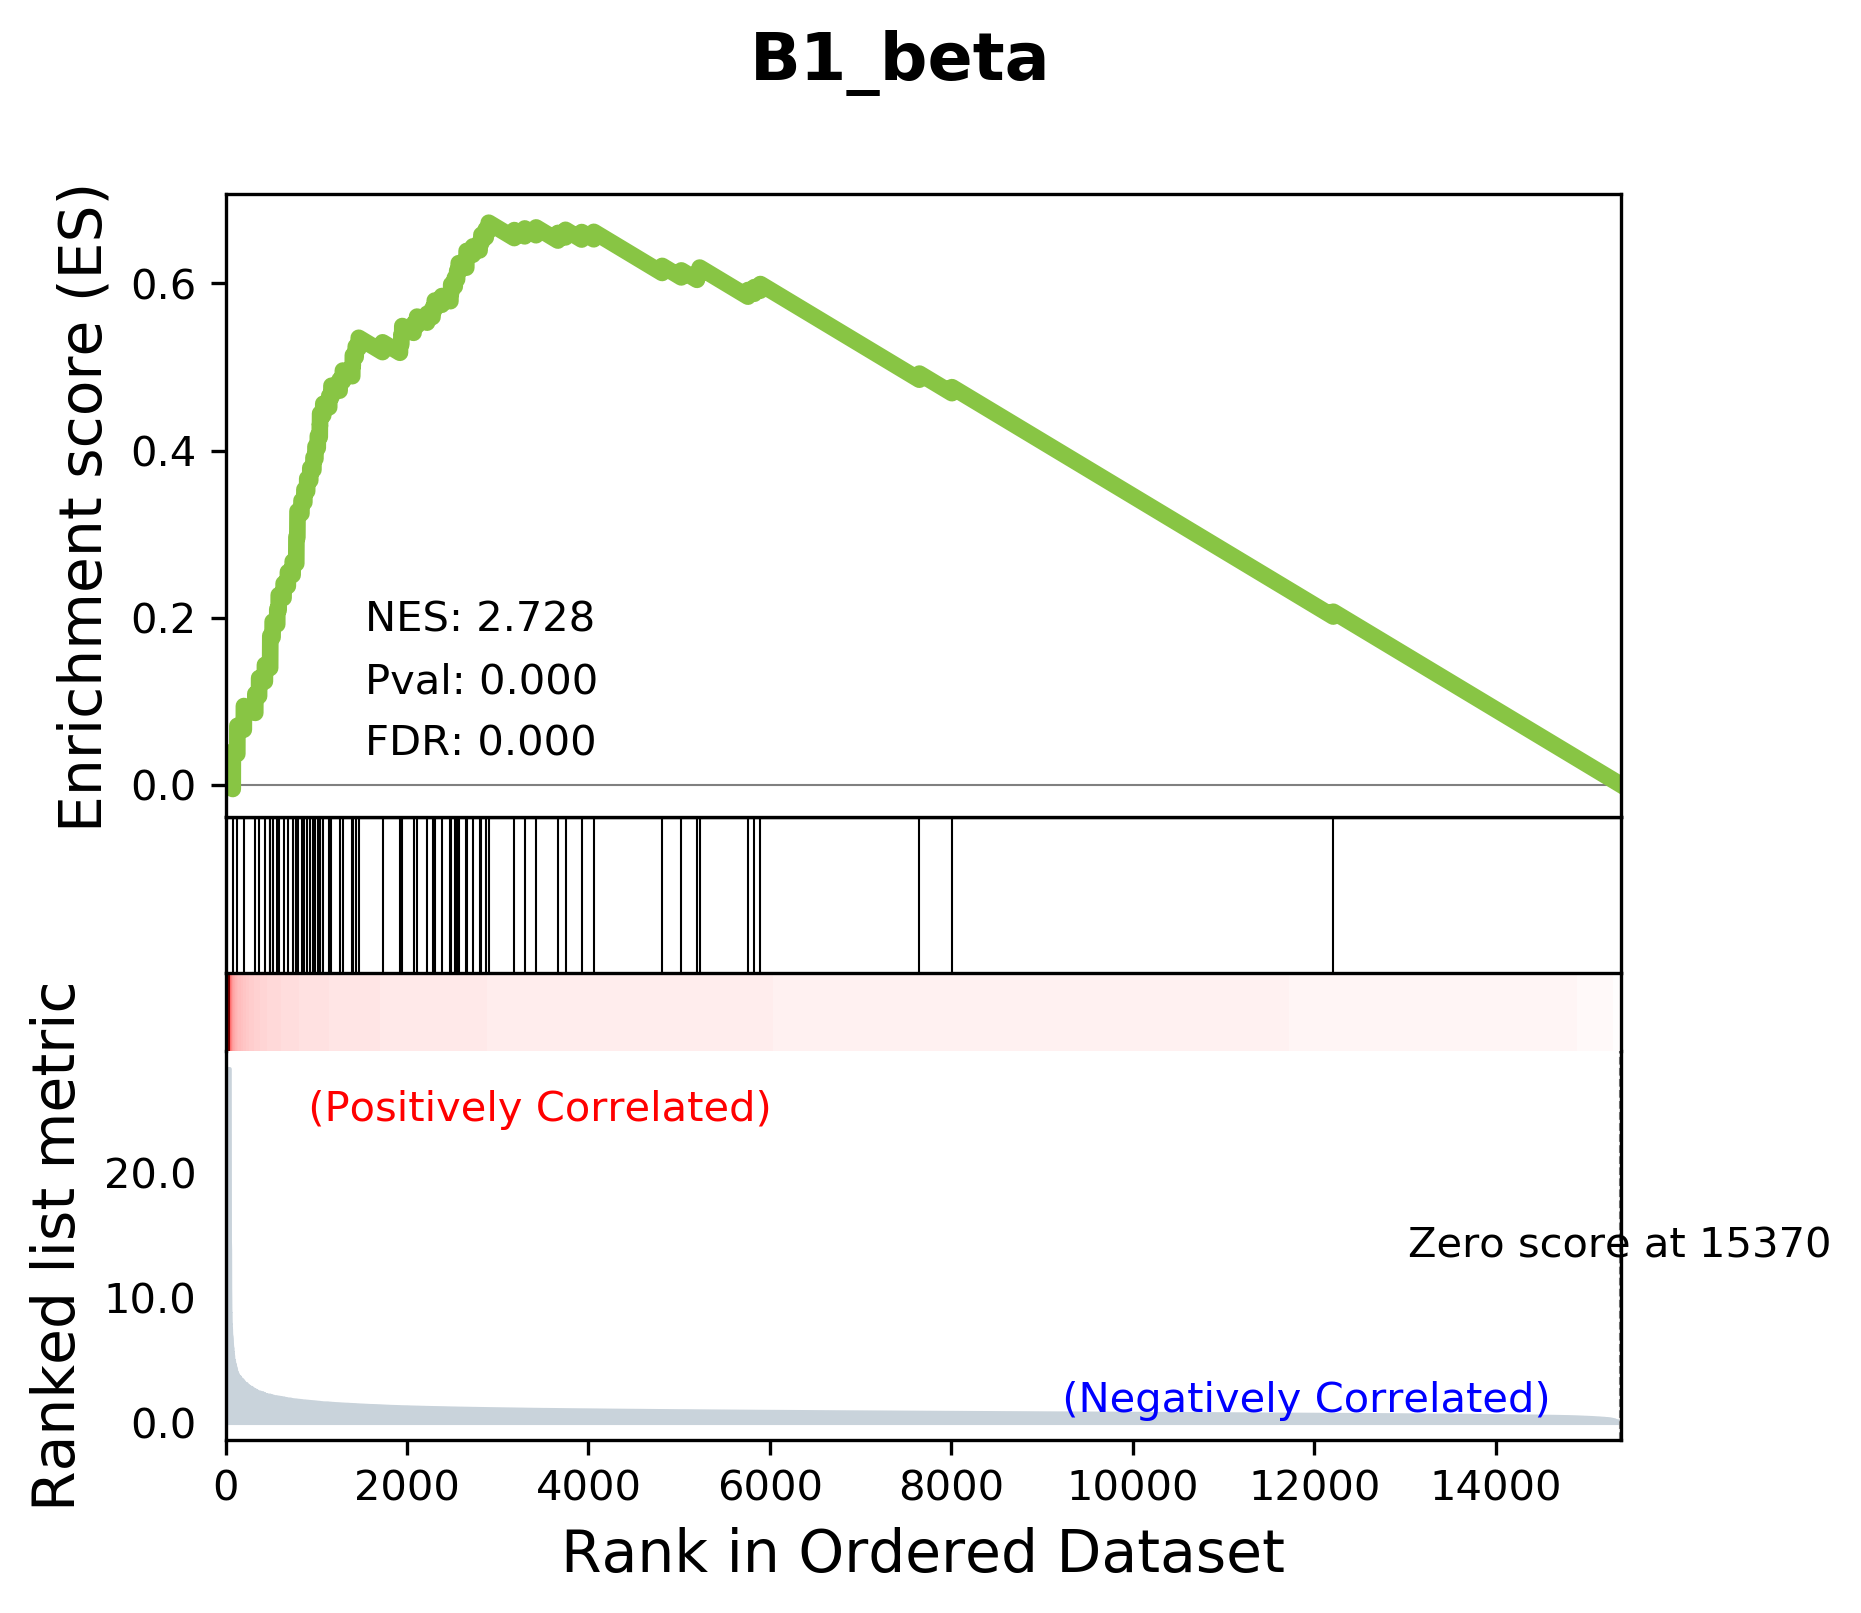 B1_beta
Enrichment score (ES)
0.6
0.4
0.2
0.0
NES: 2.728
Pval: 0.000
FDR: 0.000
Ranked list metric
(Positively Correlated)
20.0
Zero score at 15370
10.0
(Negatively Correlated)
0.0
0 2000 4000 6000 8000 10000 12000 14000
Rank in Ordered Dataset